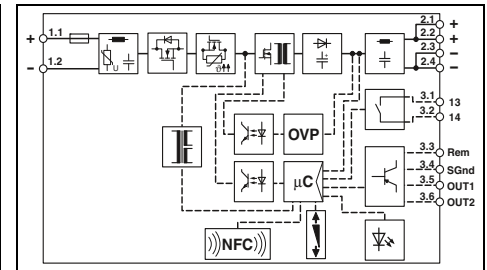 + 1.1
− 1.2
U
ϑ
2.1 +
2.2 +
2.3 −
2.4 −
3.1 13
3.2 14
OVP
µC
3.3 Rem
3.4 SGnd
3.5 OUT1
3.6 OUT2
NFC